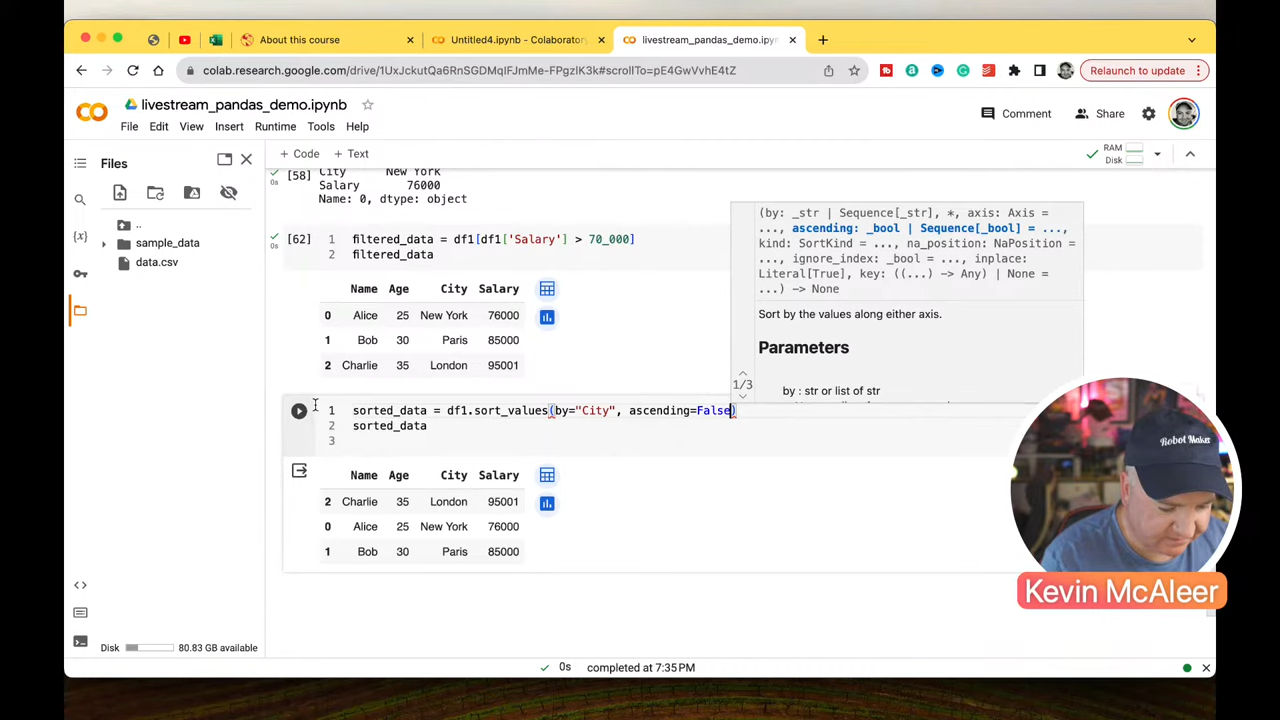 About this course
Untitled4.ipynb - Colaboratory
livestream_pandas_demo.ipyn
colab.research.google.com/drive/1UxJckutQa6RnSGDMqlFJmMe-FPgzlK3k#scrollTo=pE4GwVvhE4tZ
Relaunch to update
livestream_pandas_demo.ipynb
File Edit View Insert Runtime Tools Help
Comment
Share
Files
+ Code + Text
RAM
Disk
..
sample_data
data.csv
[58]
0s
City New York
Salary 76000
Name: 0, dtype: object
[62]
0s
1 filtered_data = df1[df1['Salary'] > 70_000]
2 filtered_data
Name Age City Salary
0 Alice 25 New York 76000
1 Bob 30 Paris 85000
2 Charlie 35 London 95001
(by: _str | Sequence[_str], *, axis: Axis =
..., ascending: _bool | Sequence[_bool] = ...,
kind: SortKind = ..., na_position: NaPosition =
..., ignore_index: _bool = ..., inplace:
Literal[True], key: ((...) -> Any) | None =
...) -> None
Sort by the values along either axis.
Parameters
1/3
by : str or list of str
1 sorted_data = df1.sort_values(by="City", ascending=False)
2 sorted_data
3
Name Age City Salary
2 Charlie 35 London 95001
0 Alice 25 New York 76000
1 Bob 30 Paris 85000
Robot Maker
Kevin McAleer
Disk 80.83 GB available
0s completed at 7:35 PM